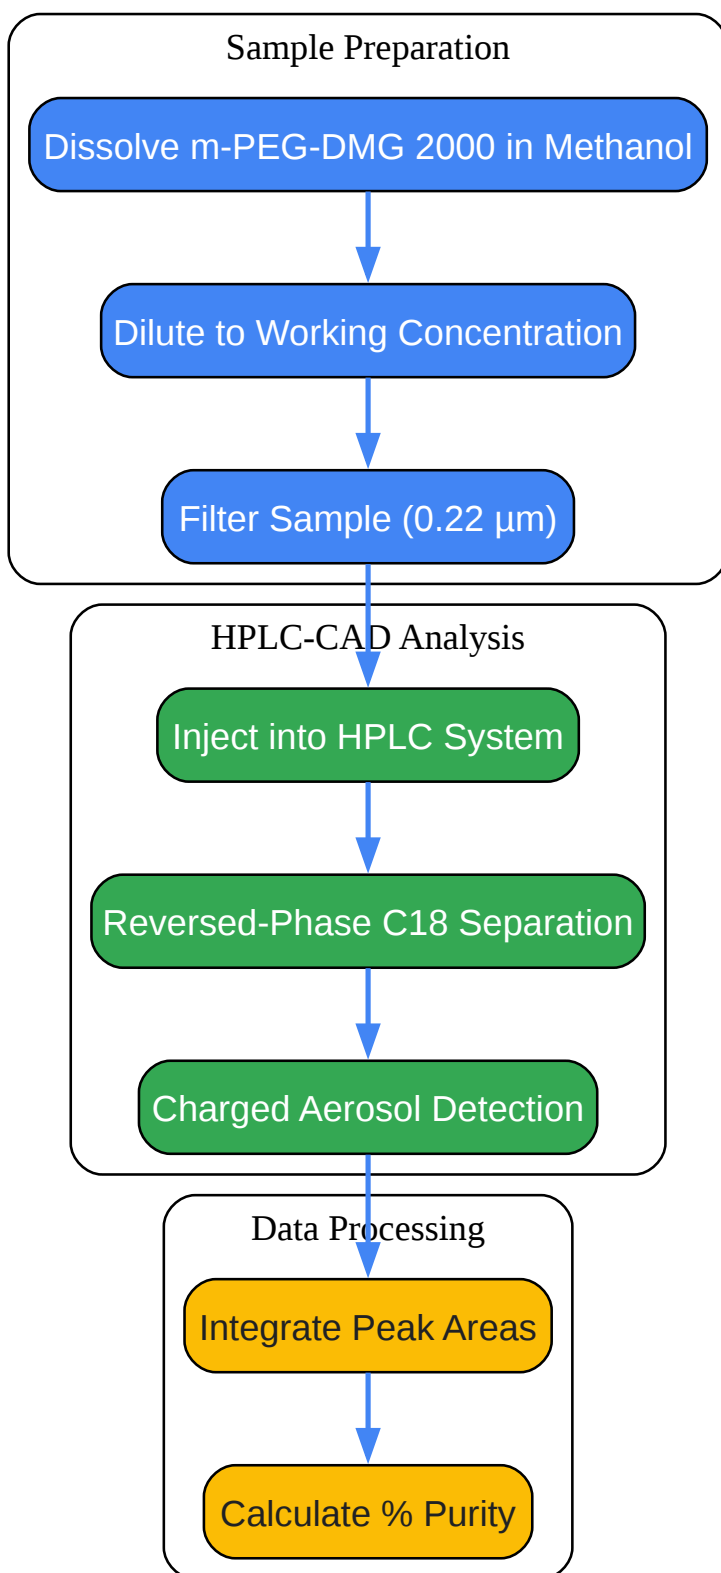 Sample Preparation
Dissolve m-PEG-DMG 2000 in Methanol
Dilute to Working Concentration
Filter Sample (0.22 µm)
HPLC-CAD Analysis
Inject into HPLC System
Reversed-Phase C18 Separation
Charged Aerosol Detection
Data Processing
Integrate Peak Areas
Calculate % Purity